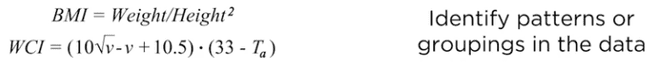 BMI = Weight/Height²
WCI = (10√v-v + 10.5) · (33 - Tₐ)
Identify patterns or
groupings in the data